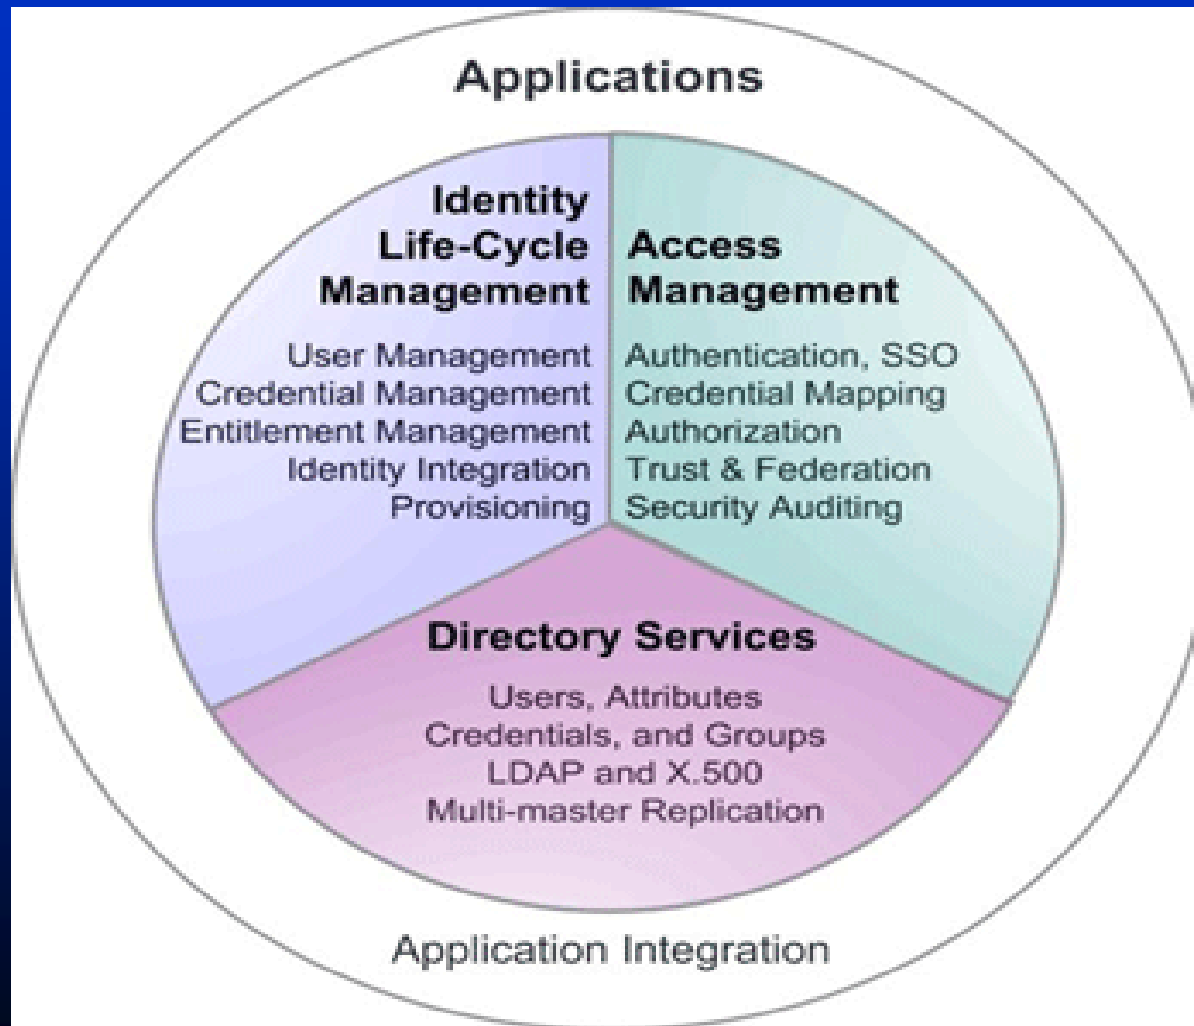 Applications
Identity
Life-Cycle
Management
User Management
Credential Management
Entitlement Management
Identity Integration
Provisioning
Access
Management
Authentication, SSO
Credential Mapping
Authorization
Trust & Federation
Security Auditing
Directory Services
Users, Attributes
Credentials, and Groups
LDAP and X.500
Multi-master Replication
Application Integration